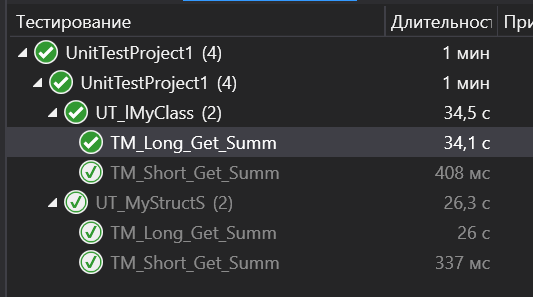 Тестирование Длительност При
UnitTestProject1 (4) 1 мин
UnitTestProject1 (4) 1 мин
UT_lMyClass (2) 34,5 с
TM_Long_Get_Summ 34,1 с
TM_Short_Get_Summ 408 мс
UT_MyStructS (2) 26,3 с
TM_Long_Get_Summ 26 с
TM_Short_Get_Summ 337 мс